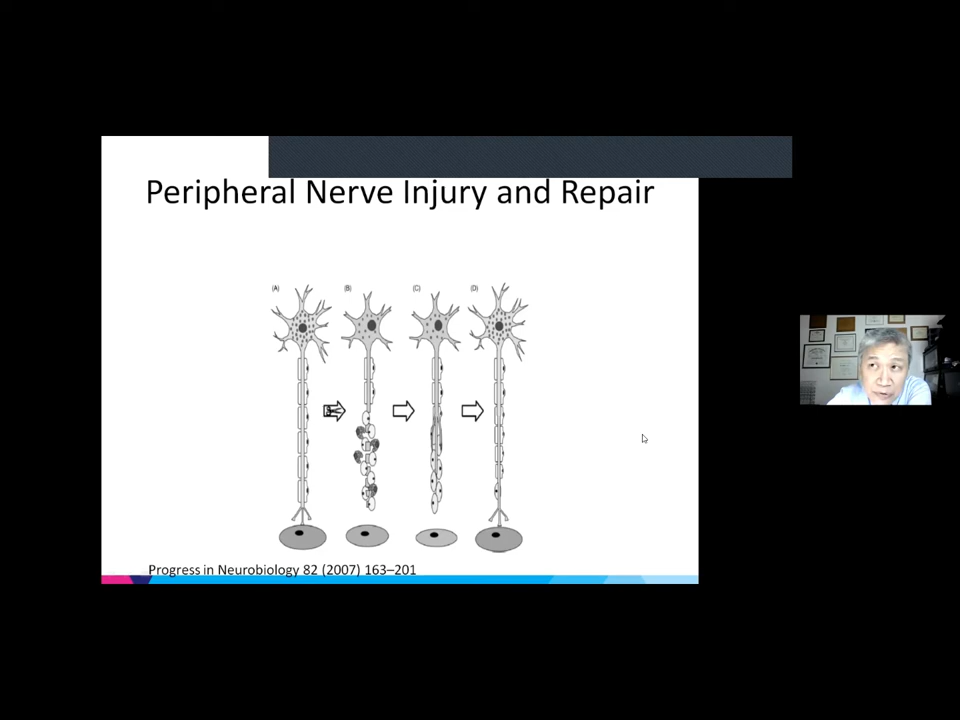 Peripheral Nerve Injury and Repair
(A)
(B)
(C)
(D)
Progress in Neurobiology 82 (2007) 163–201